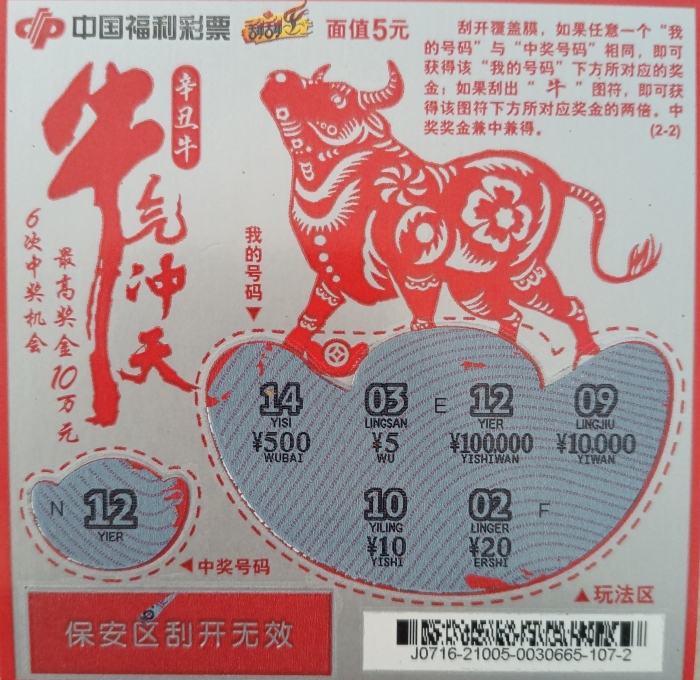 中国福利彩票 刮刮乐 面值5元
刮开覆盖膜，如果任意一个“我
的号码”与“中奖号码”相同，即可
获得该“我的号码”下方所对应的奖
金；如果刮出“牛”图符，即可获
得该图符下方所对应奖金的两倍。中
奖奖金兼中兼得。 (2-2)
牛气冲天
辛丑牛
6次中奖机会
最高奖金10万元
我的号码
14 03 E 12 09
YISI LINGSAN YIER LINGJIU
¥500 ¥5 ¥100,000 ¥10,000
WUBAI WU YISHIWAN YIWAN
10 02 F
YILING LINGER
¥10 ¥20
YISHI ERSHI
N 12
YIER
中奖号码
玩法区
保安区刮开无效
J0716-21005-0030665-107-2